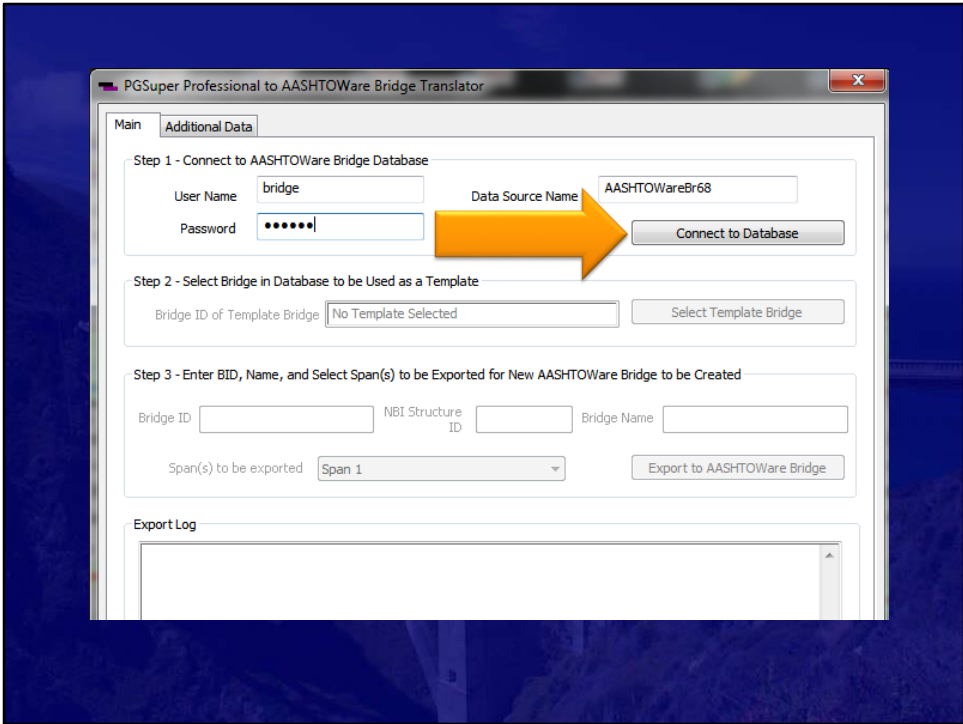 PGSuper Professional to AASHTOWare Bridge Translator
Main Additional Data
Step 1 - Connect to AASHTOWare Bridge Database
User Name bridge Data Source Name AASHTOWareBr68
Password ●●●●●● Connect to Database
Step 2 - Select Bridge in Database to be Used as a Template
Bridge ID of Template Bridge No Template Selected Select Template Bridge
Step 3 - Enter BID, Name, and Select Span(s) to be Exported for New AASHTOWare Bridge to be Created
Bridge ID NBI Structure ID Bridge Name
Span(s) to be exported Span 1 Export to AASHTOWare Bridge
Export Log